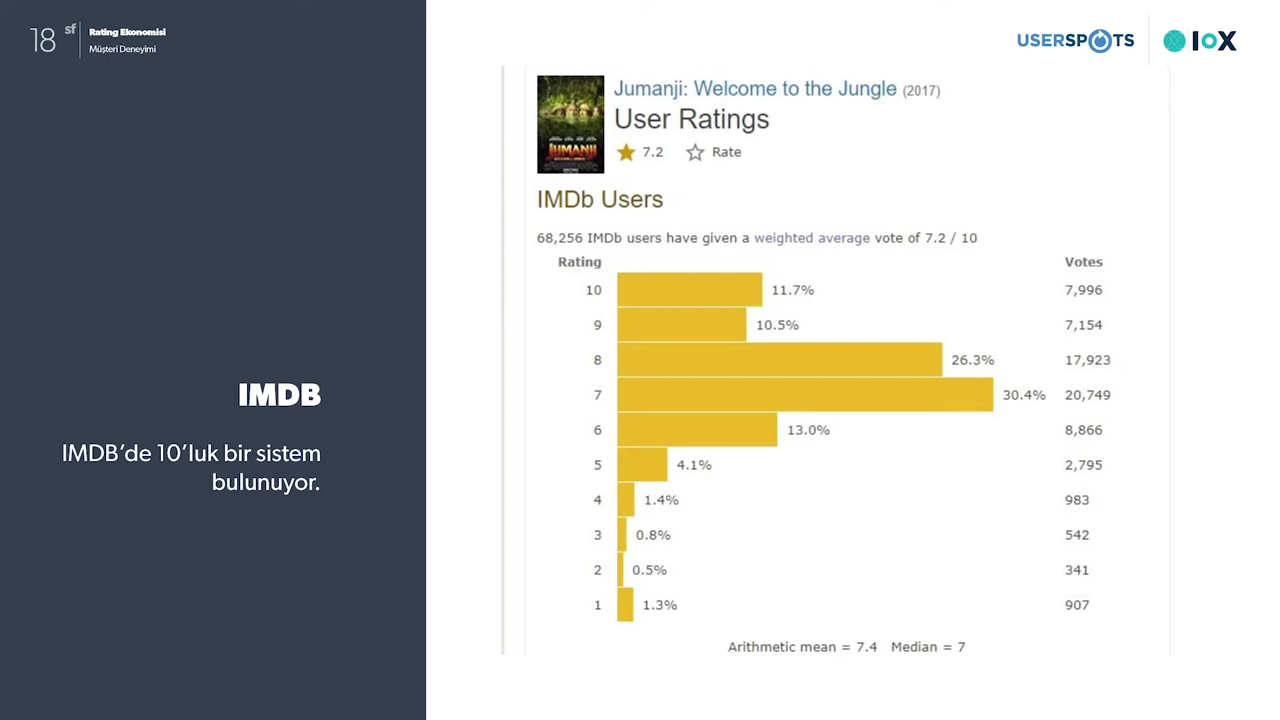 18 sf
Rating Ekonomisi
Müşteri Deneyimi
USERSPOTS
IOX
IMDB
IMDB’de 10’luk bir sistem
bulunuyor.
JUMANJI
Jumanji: Welcome to the Jungle (2017)
User Ratings
7.2 Rate
IMDb Users
68,256 IMDb users have given a weighted average vote of 7.2 / 10
Rating Votes
10 11.7% 7,996
9 10.5% 7,154
8 26.3% 17,923
7 30.4% 20,749
6 13.0% 8,866
5 4.1% 2,795
4 1.4% 983
3 0.8% 542
2 0.5% 341
1 1.3% 907
Arithmetic mean = 7.4 Median = 7